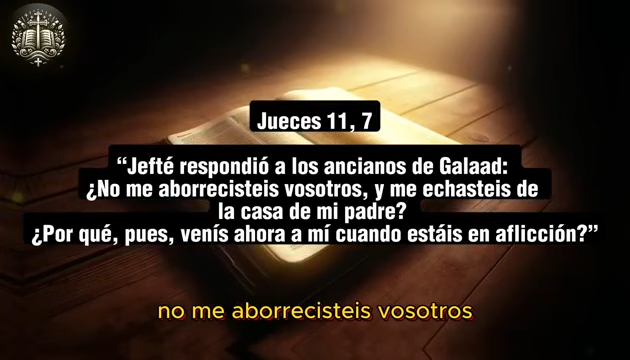 Jueces 11, 7
“Jefté respondió a los ancianos de Galaad:
¿No me aborrecisteis vosotros, y me echasteis de
la casa de mi padre?
¿Por qué, pues, venís ahora a mí cuando estáis en aflicción?”
no me aborrecisteis vosotros